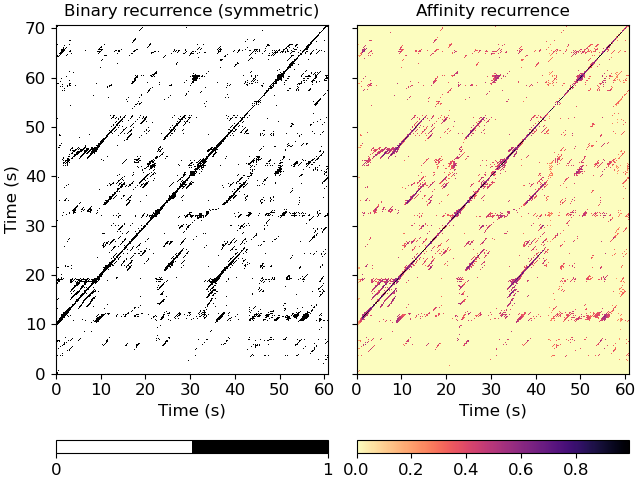 Binary recurrence (symmetric)
Affinity recurrence
Time (s)
70
60
50
40
30
20
10
0
0 10 20 30 40 50 60
0 10 20 30 40 50 60
Time (s)
Time (s)
0 1
0.0 0.2 0.4 0.6 0.8